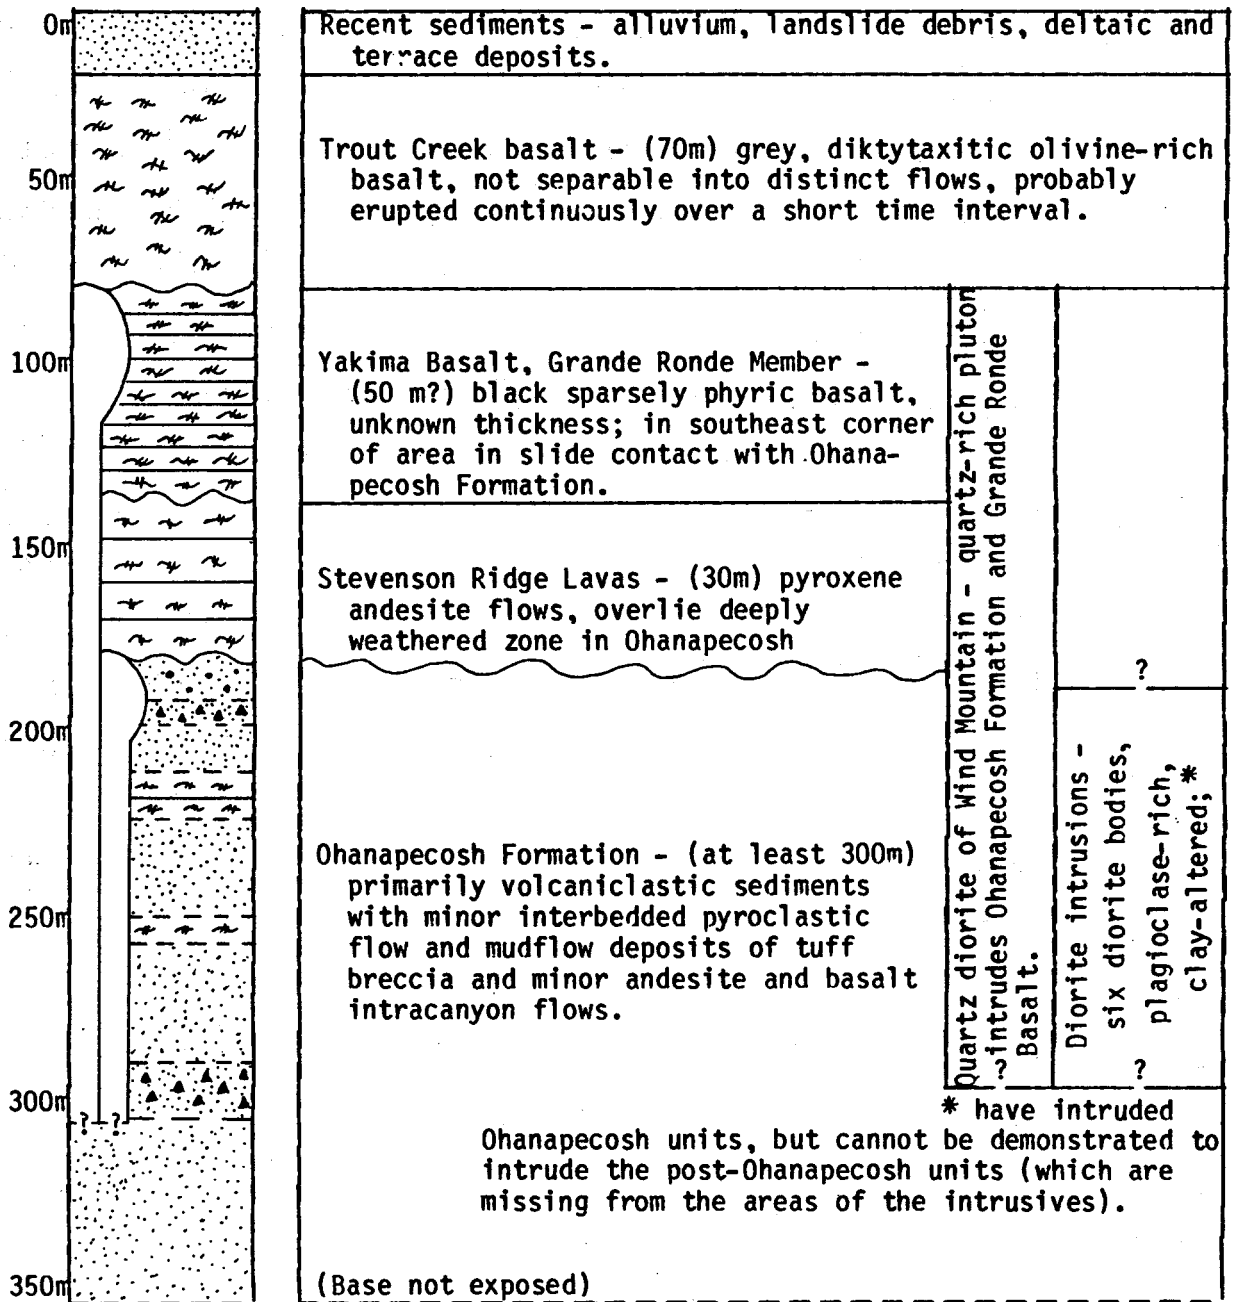 0m
50m
100m
150m
200m
250m
300m
350m
? ?
Recent sediments - alluvium, landslide debris, deltaic and
terrace deposits.
Trout Creek basalt - (70m) grey, diktytaxitic olivine-rich
basalt, not separable into distinct flows, probably
erupted continuously over a short time interval.
Yakima Basalt, Grande Ronde Member -
(50 m?) black sparsely phyric basalt,
unknown thickness; in southeast corner
of area in slide contact with Ohana-
pecosh Formation.
Stevenson Ridge Lavas - (30m) pyroxene
andesite flows, overlie deeply
weathered zone in Ohanapecosh
Ohanapecosh Formation - (at least 300m)
primarily volcaniclastic sediments
with minor interbedded pyroclastic
flow and mudflow deposits of tuff
breccia and minor andesite and basalt
intracanyon flows.
Quartz diorite of Wind Mountain - quartz-rich pluton
intrudes Ohanapecosh Formation and Grande Ronde
Basalt.
?
?
Diorite intrusions -
six diorite bodies,
plagioclase-rich,
clay-altered;*
?
* have intruded
Ohanapecosh units, but cannot be demonstrated to
intrude the post-Ohanapecosh units (which are
missing from the areas of the intrusives).
(Base not exposed)